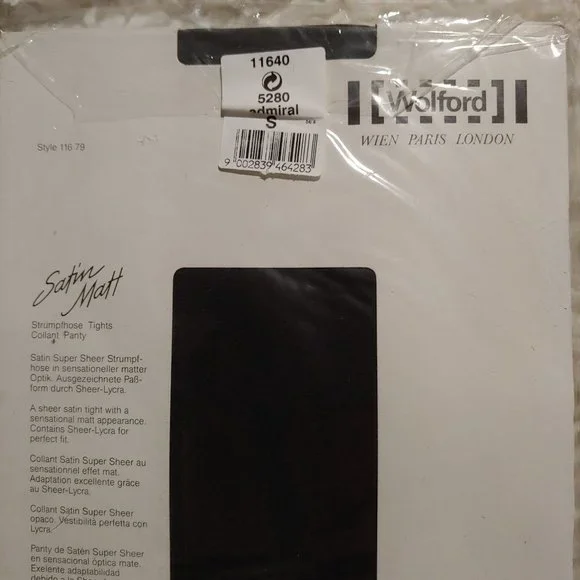 11640
5280
admiral
S
9 002839 464283
Wolford
WIEN PARIS LONDON
Style 116 79
Satin
Matt
Strumpfhose Tights
Collant Panty
Satin Super Sheer Strumpf-
hose in sensationeller matter
Optik. Ausgezeichnete Paß-
form durch Sheer-Lycra.
A sheer satin tight with a
sensational matt appearance.
Contains Sheer-Lycra for
perfect fit.
Collant Satin Super Sheer au
sensationnel effet mat.
Adaptation excellente grâce
au Sheer-Lycra.
Collant Satin Super Sheer
opaco. Vestibilità perfetta con
Lycra.
Panty de Satén Super Sheer
en sensacional óptica mate.
Exelente adaptabilidad
debido a la